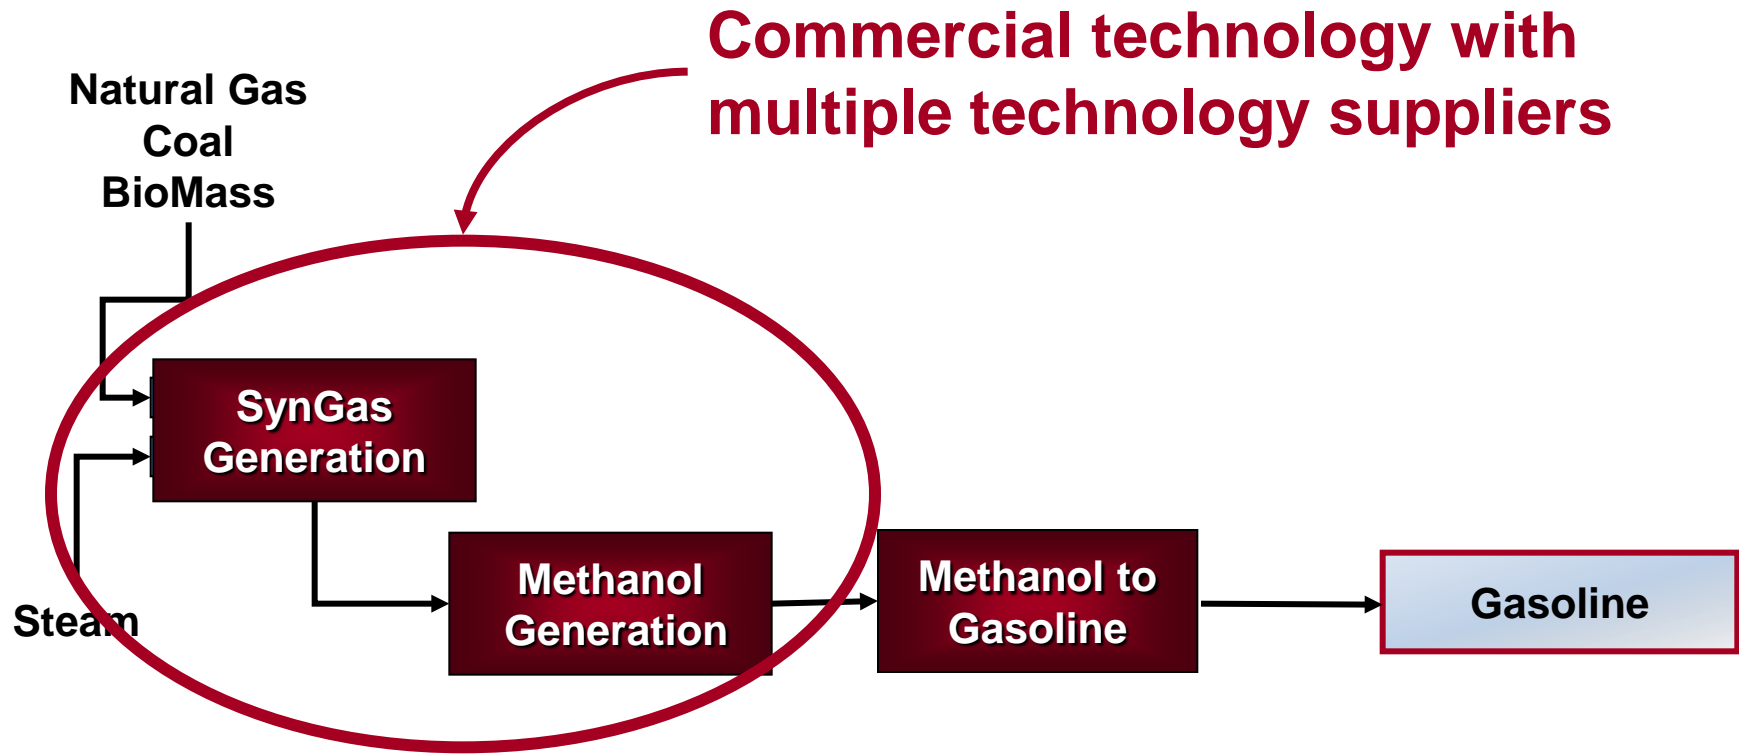 Commercial technology with
multiple technology suppliers
Natural Gas
Coal
BioMass
SynGas
Generation
Steam
Methanol
Generation
Methanol to
Gasoline
Gasoline